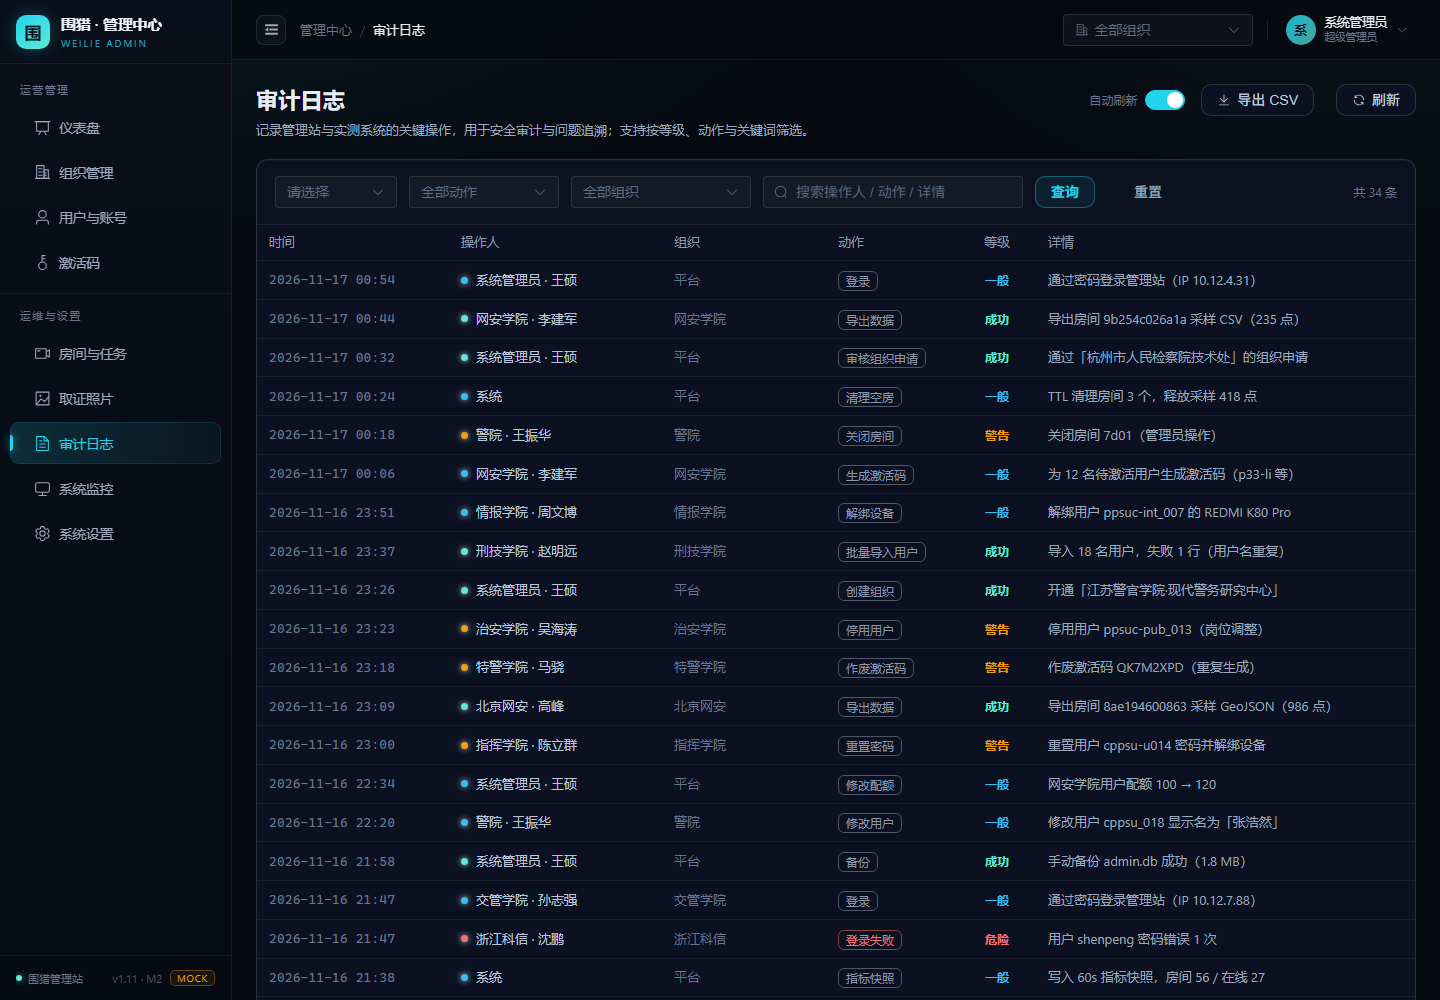 围
围猎 · 管理中心
WEILIE ADMIN
运营管理
仪表盘
组织管理
用户与账号
激活码
运维与设置
房间与任务
取证照片
审计日志
系统监控
系统设置
围猎管理站
v1.11 · M2
MOCK
管理中心 / 审计日志
全部组织
系
系统管理员
超级管理员
审计日志
记录管理站与实测系统的关键操作，用于安全审计与问题追溯；支持按等级、动作与关键词筛选。
自动刷新
导出 CSV
刷新
请选择
全部动作
全部组织
搜索操作人 / 动作 / 详情
查询
重置
共 34 条
时间 操作人 组织 动作 等级 详情
2026-11-17 00:54 系统管理员 · 王硕 平台 登录 一般 通过密码登录管理站（IP 10.12.4.31）
2026-11-17 00:44 网安学院 · 李建军 网安学院 导出数据 成功 导出房间 9b254c026a1a 采样 CSV（235 点）
2026-11-17 00:32 系统管理员 · 王硕 平台 审核组织申请 成功 通过「杭州市人民检察院技术处」的组织申请
2026-11-17 00:24 系统 平台 清理空房 一般 TTL 清理房间 3 个，释放采样 418 点
2026-11-17 00:18 警院 · 王振华 警院 关闭房间 警告 关闭房间 7d01（管理员操作）
2026-11-17 00:06 网安学院 · 李建军 网安学院 生成激活码 一般 为 12 名待激活用户生成激活码（p33-li 等）
2026-11-16 23:51 情报学院 · 周文博 情报学院 解绑设备 一般 解绑用户 ppsuc-int_007 的 REDMI K80 Pro
2026-11-16 23:37 刑技学院 · 赵明远 刑技学院 批量导入用户 成功 导入 18 名用户，失败 1 行（用户名重复）
2026-11-16 23:26 系统管理员 · 王硕 平台 创建组织 成功 开通「江苏警官学院·现代警务研究中心」
2026-11-16 23:23 治安学院 · 吴海涛 治安学院 停用用户 警告 停用用户 ppsuc-pub_013（岗位调整）
2026-11-16 23:18 特警学院 · 马骁 特警学院 作废激活码 警告 作废激活码 QK7M2XPD（重复生成）
2026-11-16 23:09 北京网安 · 高峰 北京网安 导出数据 成功 导出房间 8ae194600863 采样 GeoJSON（986 点）
2026-11-16 23:00 指挥学院 · 陈立群 指挥学院 重置密码 警告 重置用户 cppsu-u014 密码并解绑设备
2026-11-16 22:34 系统管理员 · 王硕 平台 修改配额 一般 网安学院用户配额 100 → 120
2026-11-16 22:20 警院 · 王振华 警院 修改用户 一般 修改用户 cppsu_018 显示名为「张浩然」
2026-11-16 21:58 系统管理员 · 王硕 平台 备份 成功 手动备份 admin.db 成功（1.8 MB）
2026-11-16 21:47 交管学院 · 孙志强 交管学院 登录 一般 通过密码登录管理站（IP 10.12.7.88）
2026-11-16 21:47 浙江科信 · 沈鹏 浙江科信 登录失败 危险 用户 shenpeng 密码错误 1 次
2026-11-16 21:38 系统 平台 指标快照 一般 写入 60s 指标快照，房间 56 / 在线 27